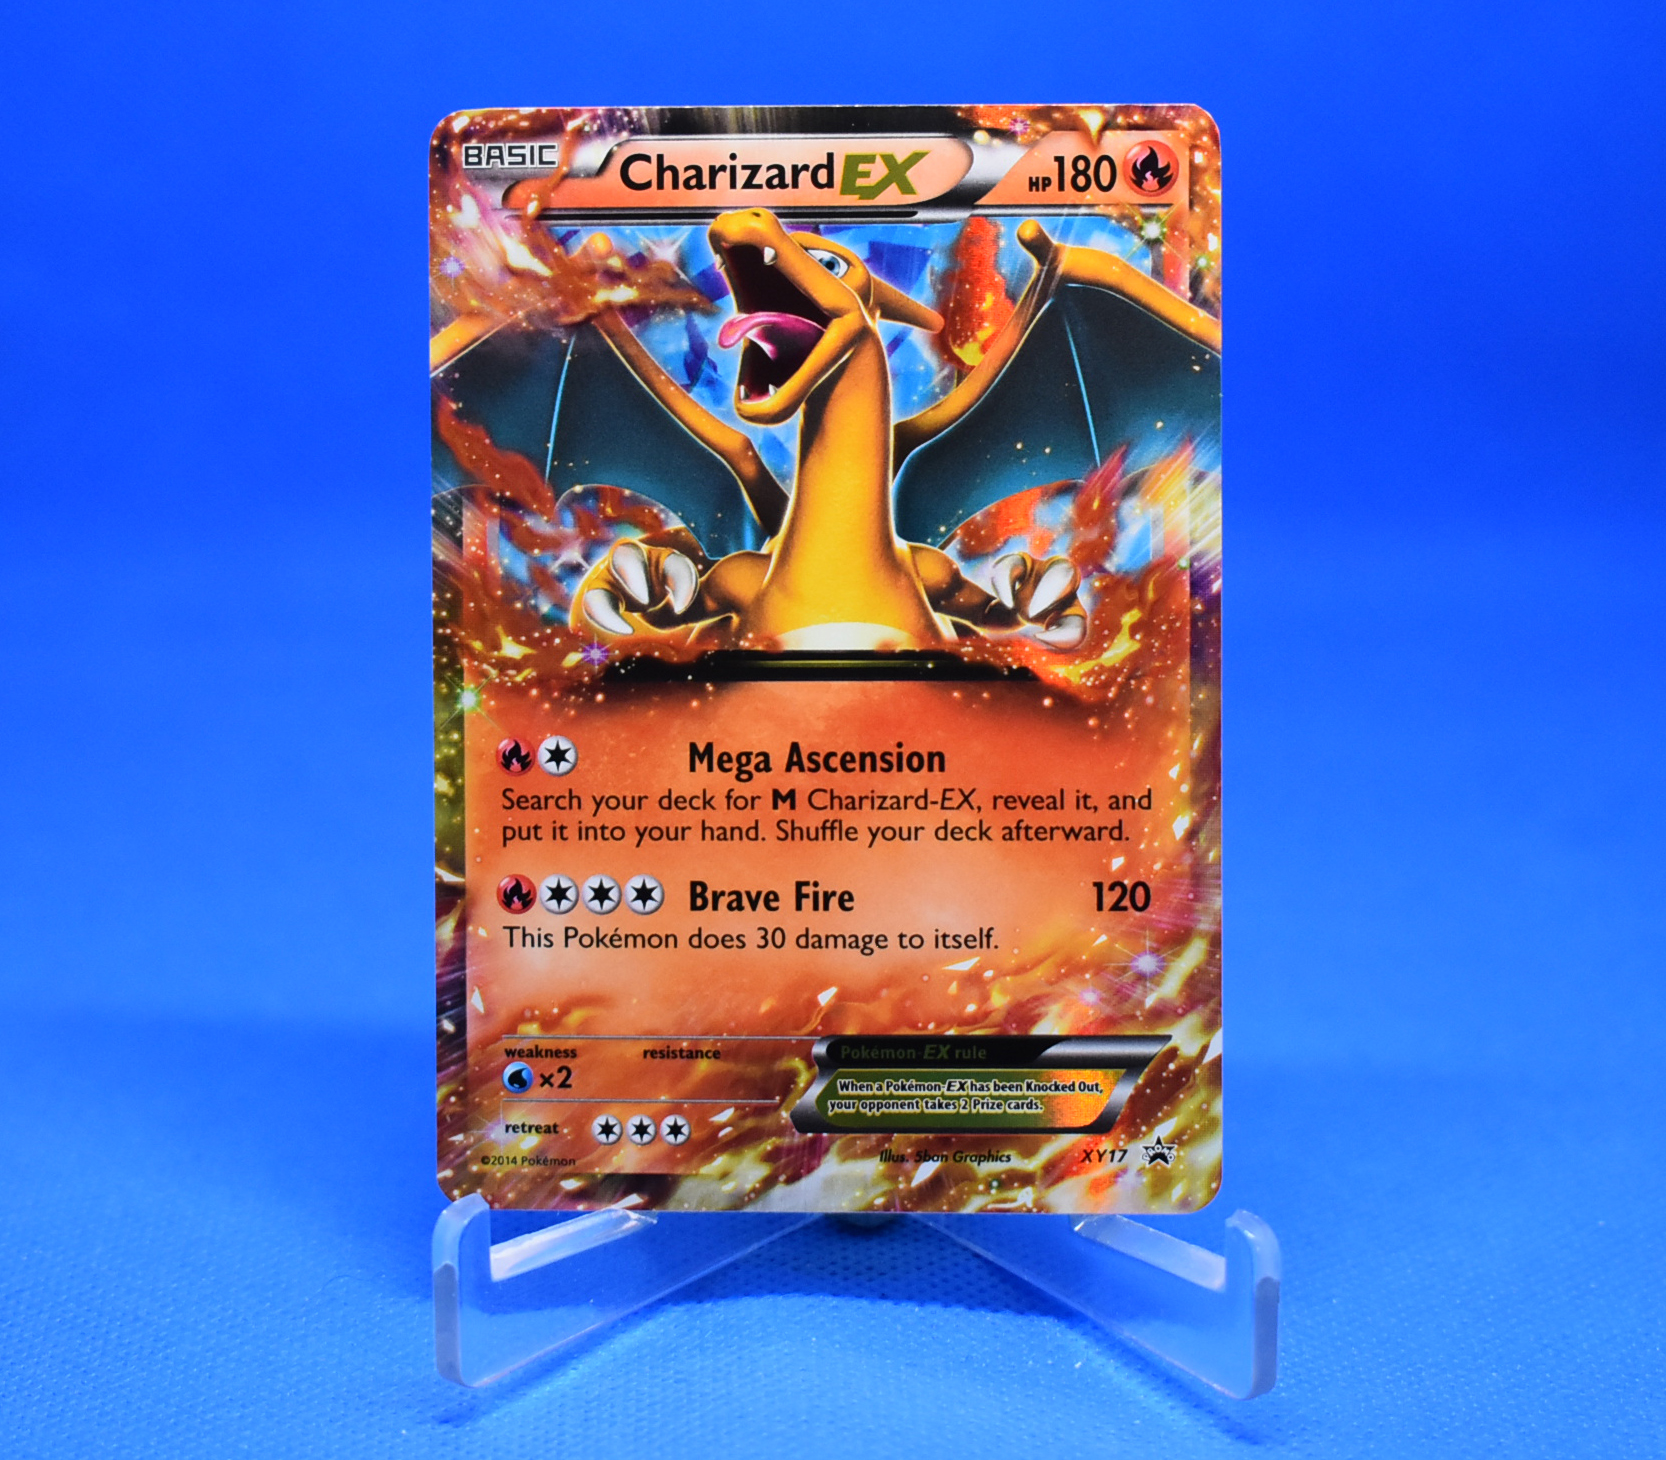 BASIC
Charizard EX
HP 180
Mega Ascension
Search your deck for M Charizard-EX, reveal it, and
put it into your hand. Shuffle your deck afterward.
Brave Fire 120
This Pokémon does 30 damage to itself.
weakness resistance
×2
retreat
Pokémon-EX rule
When a Pokémon-EX has been Knocked Out,
your opponent takes 2 Prize cards.
©2014 Pokémon
Illus. 5ban Graphics
XY17